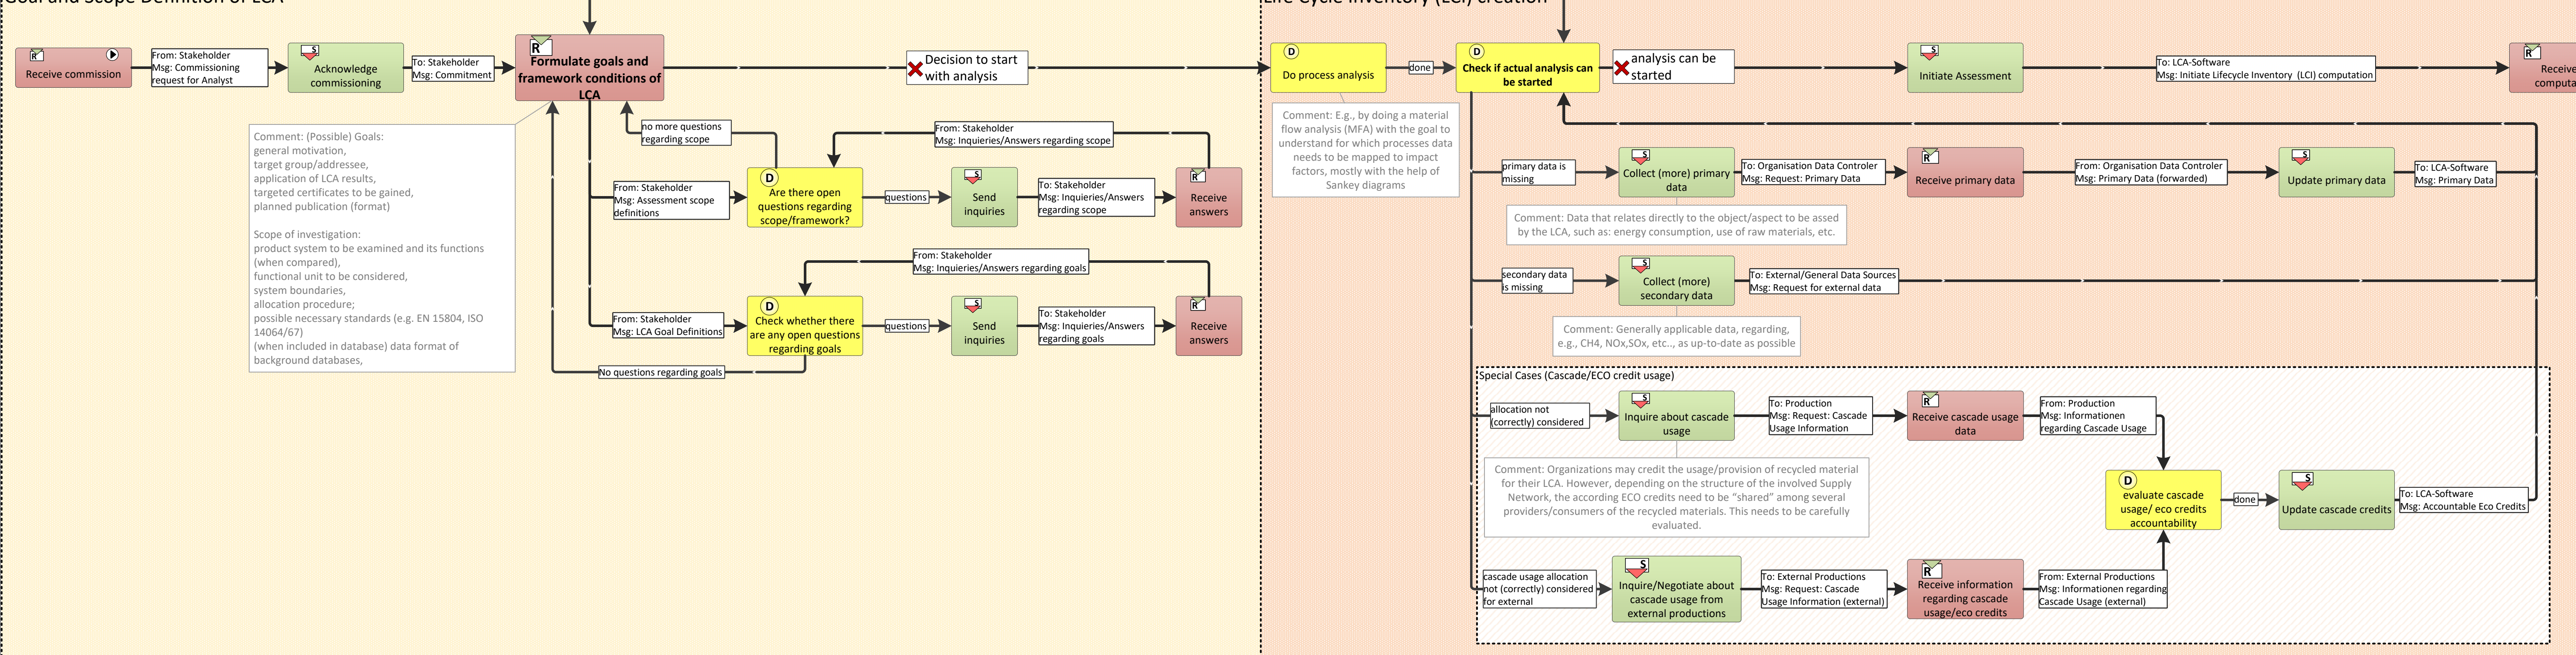 Goal and Scope Definition of LCA
R
Receive commission
From: Stakeholder
Msg: Commissioning
request for Analyst
S
Acknowledge
commissioning
To: Stakeholder
Msg: Commitment
R
Formulate goals and
framework conditions of
LCA
Decision to start
with analysis
Comment: (Possible) Goals:
general motivation,
target group/addressee,
application of LCA results,
targeted certificates to be gained,
planned publication (format)
Scope of investigation:
product system to be examined and its functions
(when compared),
functional unit to be considered,
system boundaries,
allocation procedure;
possible necessary standards (e.g. EN 15804, ISO
14064/67)
(when included in database) data format of
background databases,
no more questions
regarding scope
From: Stakeholder
Msg: Inquieries/Answers regarding scope
From: Stakeholder
Msg: Assessment scope
definitions
D
Are there open
questions regarding
scope/framework?
questions
S
Send
inquiries
To: Stakeholder
Msg: Inquieries/Answers
regarding scope
R
Receive
answers
From: Stakeholder
Msg: Inquieries/Answers regarding goals
From: Stakeholder
Msg: LCA Goal Definitions
D
Check whether there
are any open questions
regarding goals
questions
S
Send
inquiries
To: Stakeholder
Msg: Inquieries/Answers
regarding goals
R
Receive
answers
No questions regarding goals
Life Cycle Inventory (LCI) creation
D
Do process analysis
done
D
Check if actual analysis can
be started
analysis can be
started
S
Initiate Assessment
To: LCA-Software
Msg: Initiate Lifecycle Inventory (LCI) computation
R
Receive
computa
Comment: E.g., by doing a material
flow analysis (MFA) with the goal to
understand for which processes data
needs to be mapped to impact
factors, mostly with the help of
Sankey diagrams
primary data is
missing
S
Collect (more) primary
data
To: Organisation Data Controler
Msg: Request: Primary Data
R
Receive primary data
From: Organisation Data Controler
Msg: Primary Data (forwarded)
S
Update primary data
To: LCA-Software
Msg: Primary Data
Comment: Data that relates directly to the object/aspect to be assed
by the LCA, such as: energy consumption, use of raw materials, etc.
secondary data
is missing
S
Collect (more)
secondary data
To: External/General Data Sources
Msg: Request for external data
Comment: Generally applicable data, regarding,
e.g., CH4, NOx,SOx, etc.., as up-to-date as possible
Special Cases (Cascade/ECO credit usage)
allocation not
(correctly) considered
S
Inquire about cascade
usage
To: Production
Msg: Request: Cascade
Usage Information
R
Receive cascade usage
data
From: Production
Msg: Informationen
regarding Cascade Usage
Comment: Organizations may credit the usage/provision of recycled material
for their LCA. However, depending on the structure of the involved Supply
Network, the according ECO credits need to be “shared” among several
providers/consumers of the recycled materials. This needs to be carefully
evaluated.
D
evaluate cascade
usage/ eco credits
accountability
done
S
Update cascade credits
To: LCA-Software
Msg: Accountable Eco Credits
cascade usage allocation
not (correctly) considered
for external
S
Inquire/Negotiate about
cascade usage from
external productions
To: External Productions
Msg: Request: Cascade
Usage Information (external)
R
Receive information
regarding cascade
usage/eco credits
From: External Productions
Msg: Informationen regarding
Cascade Usage (external)